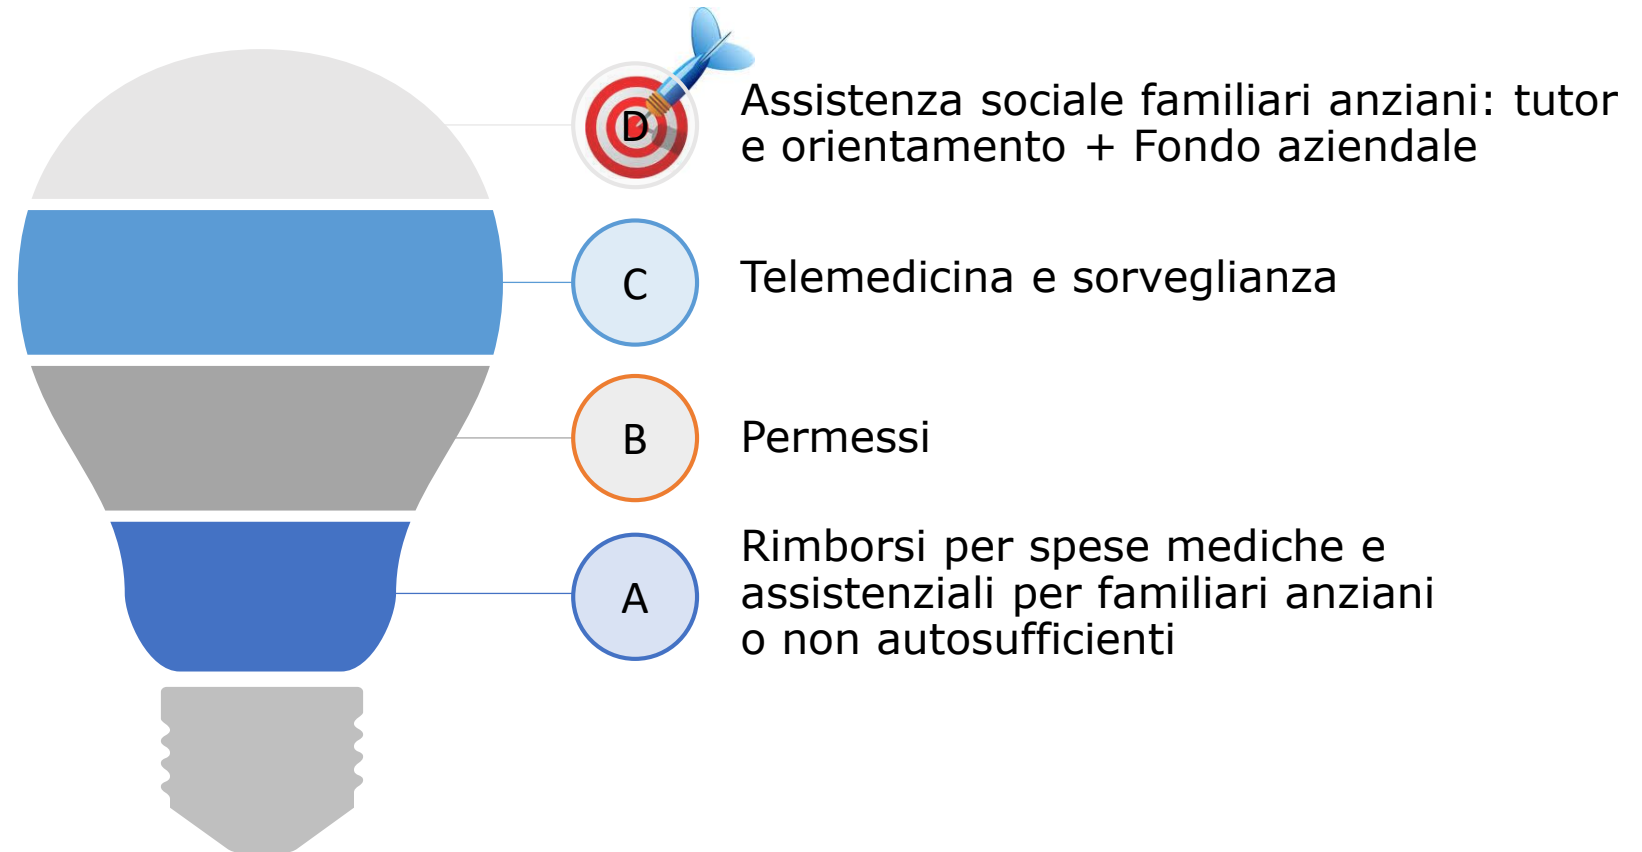 D
Assistenza sociale familiari anziani: tutor
e orientamento + Fondo aziendale
C
Telemedicina e sorveglianza
B
Permessi
A
Rimborsi per spese mediche e
assistenziali per familiari anziani
o non autosufficienti